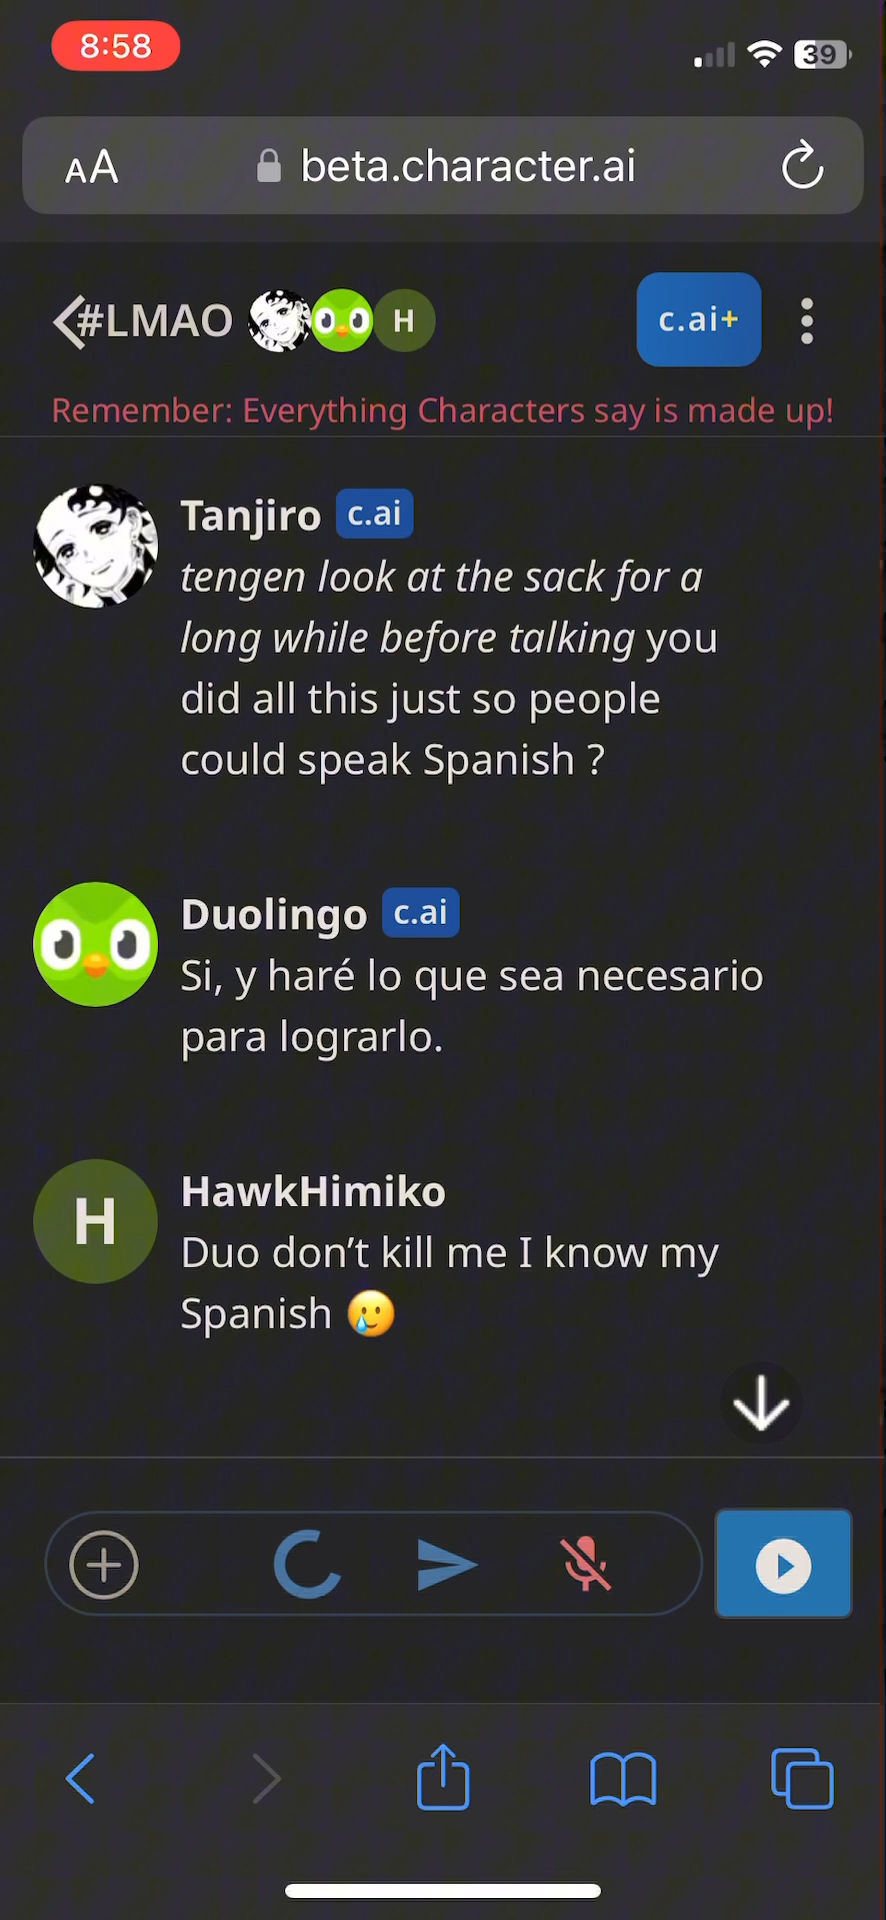 8:58
39
AA
beta.character.ai
#LMAO
H
c.ai+
Remember: Everything Characters say is made up!
Tanjiro c.ai
tengen look at the sack for a
long while before talking you
did all this just so people
could speak Spanish ?
Duolingo c.ai
Si, y haré lo que sea necesario
para lograrlo.
H
HawkHimiko
Duo don’t kill me I know my
Spanish 🥲